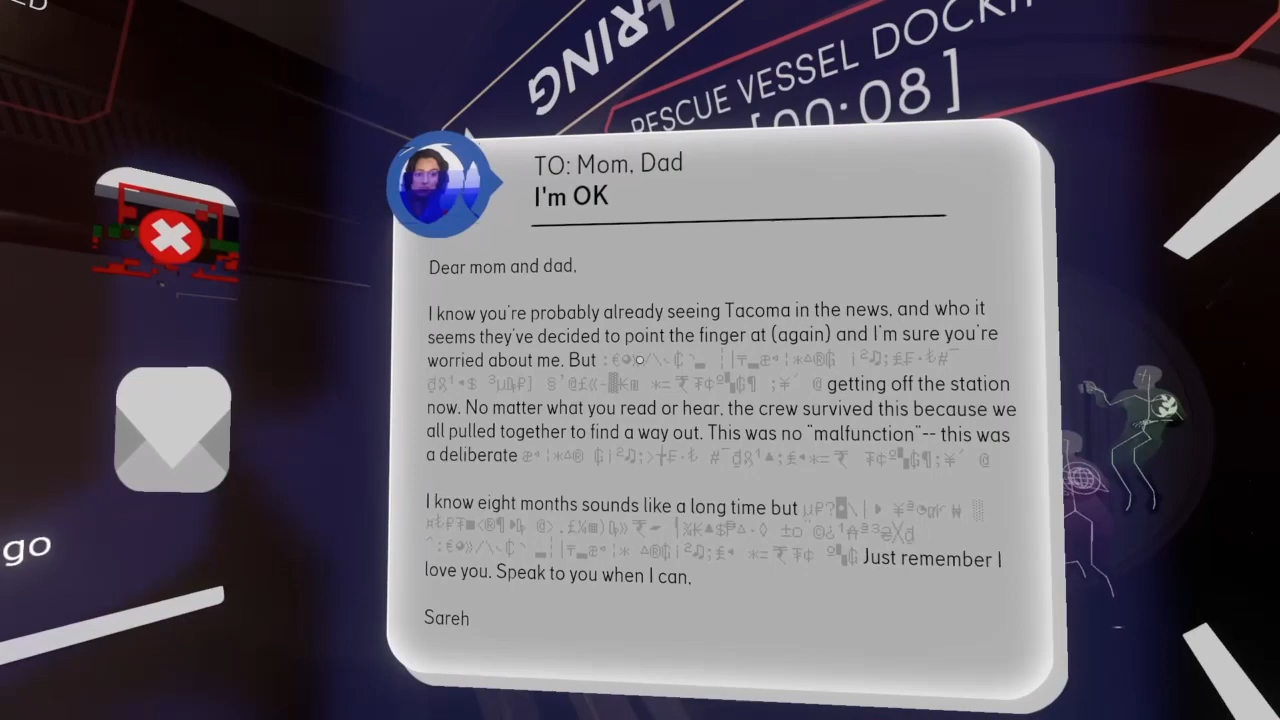 RING
RESCUE VESSEL DOCKI
[00:08]
TO: Mom, Dad
I'm OK
Dear mom and dad,
I know you're probably already seeing Tacoma in the news, and who it
seems they've decided to point the finger at (again) and I'm sure you're
worried about me. But
getting off the station
now. No matter what you read or hear, the crew survived this because we
all pulled together to find a way out. This was no "malfunction"-- this was
a deliberate
I know eight months sounds like a long time but
Just remember I
love you. Speak to you when I can,
Sareh
go